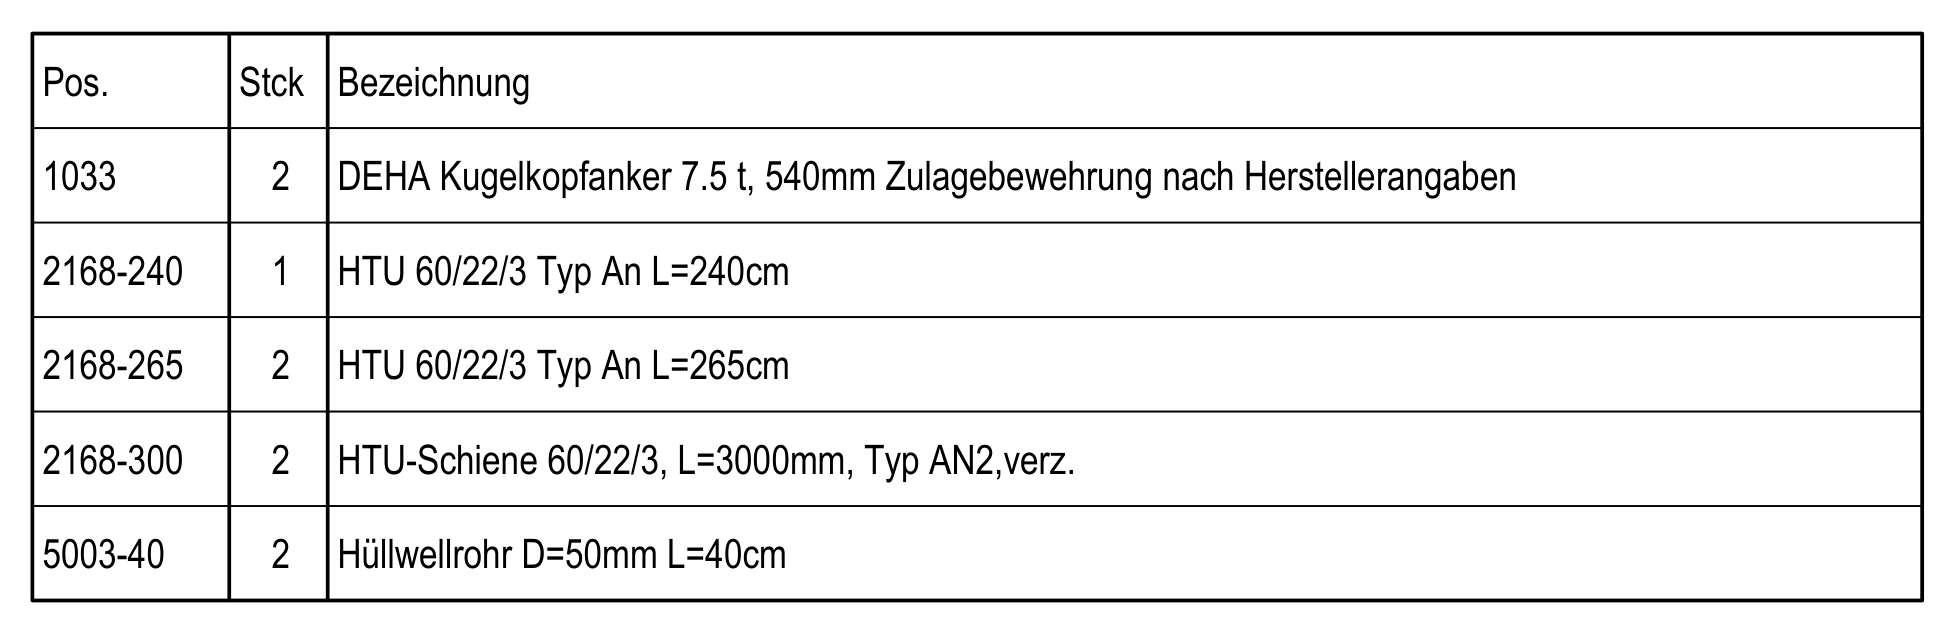 Pos. Stck Bezeichnung
1033 2 DEHA Kugelkopfanker 7.5 t, 540mm Zulagebewehrung nach Herstellerangaben
2168-240 1 HTU 60/22/3 Typ An L=240cm
2168-265 2 HTU 60/22/3 Typ An L=265cm
2168-300 2 HTU-Schiene 60/22/3, L=3000mm, Typ AN2,verz.
5003-40 2 Hüllwellrohr D=50mm L=40cm